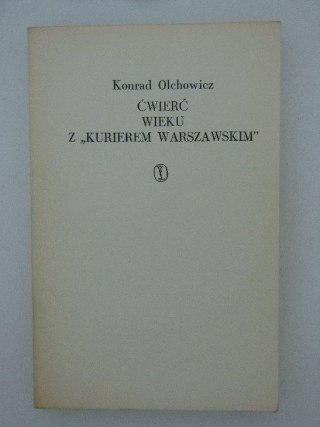 Konrad Olchowicz
ĆWIERĆ
WIEKU
Z „KURIEREM WARSZAWSKIM”